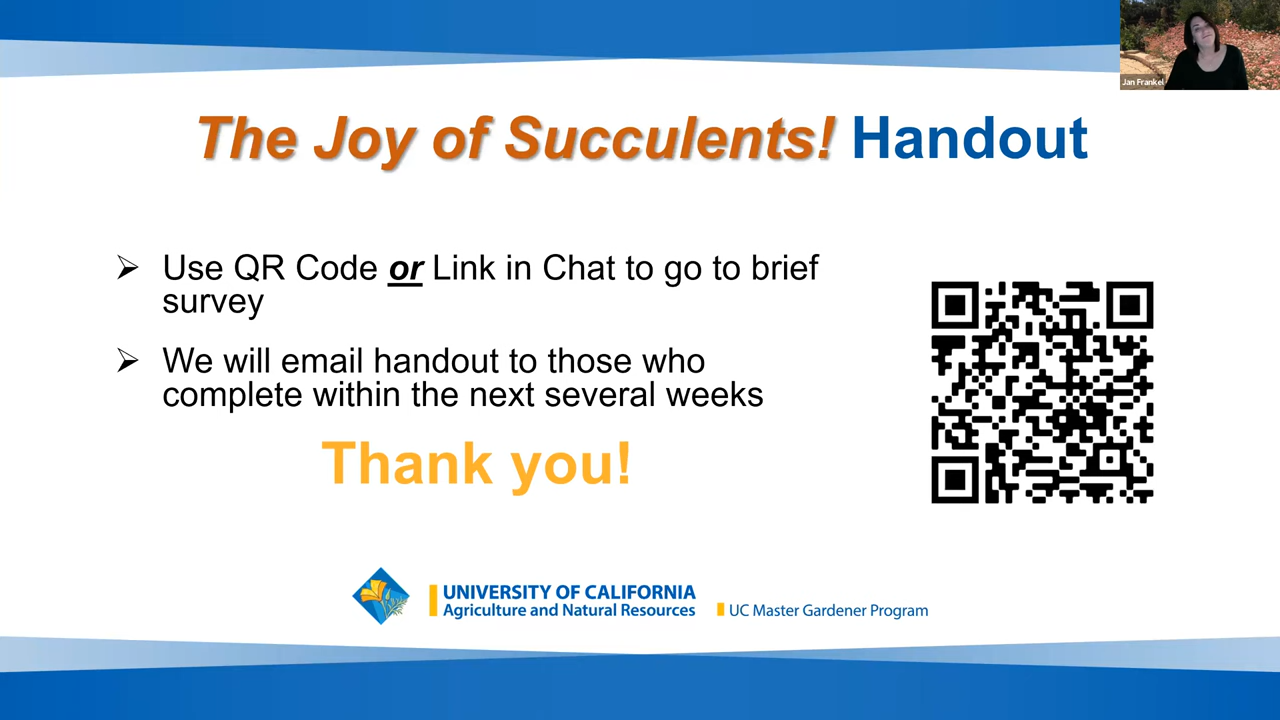 Jan Frankel
The Joy of Succulents! Handout
➢ Use QR Code or Link in Chat to go to brief
survey
➢ We will email handout to those who
complete within the next several weeks
Thank you!
UNIVERSITY OF CALIFORNIA
Agriculture and Natural Resources
UC Master Gardener Program